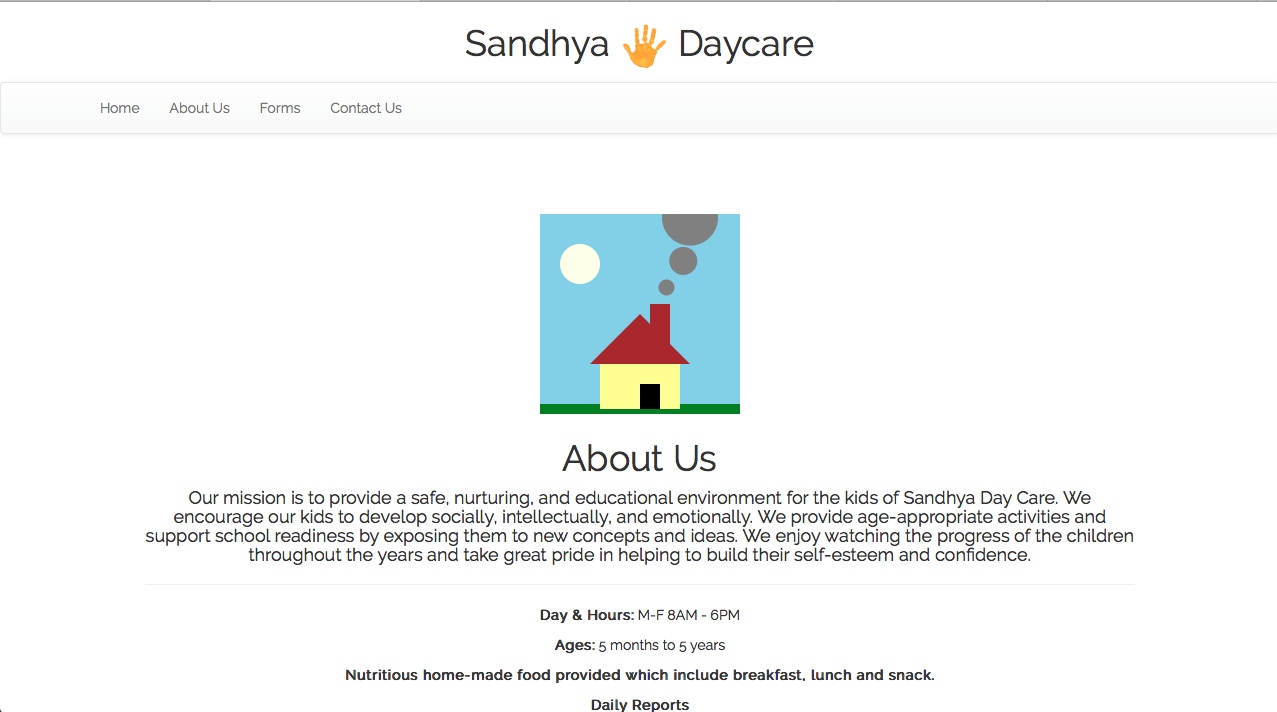 Sandhya Daycare
Home About Us Forms Contact Us
About Us
Our mission is to provide a safe, nurturing, and educational environment for the kids of Sandhya Day Care. We
encourage our kids to develop socially, intellectually, and emotionally. We provide age-appropriate activities and
support school readiness by exposing them to new concepts and ideas. We enjoy watching the progress of the children
throughout the years and take great pride in helping to build their self-esteem and confidence.
Day & Hours: M-F 8AM - 6PM
Ages: 5 months to 5 years
Nutritious home-made food provided which include breakfast, lunch and snack.
Daily Reports